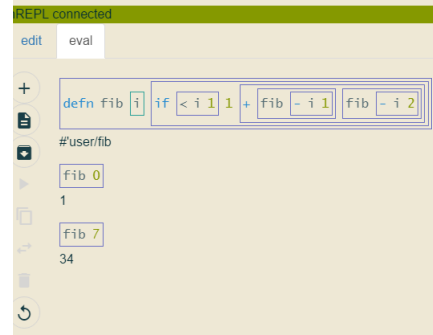 nREPL connected
edit eval
defn fib i if < i 1 1 + fib - i 1 fib - i 2
#'user/fib
fib 0
1
fib 7
34